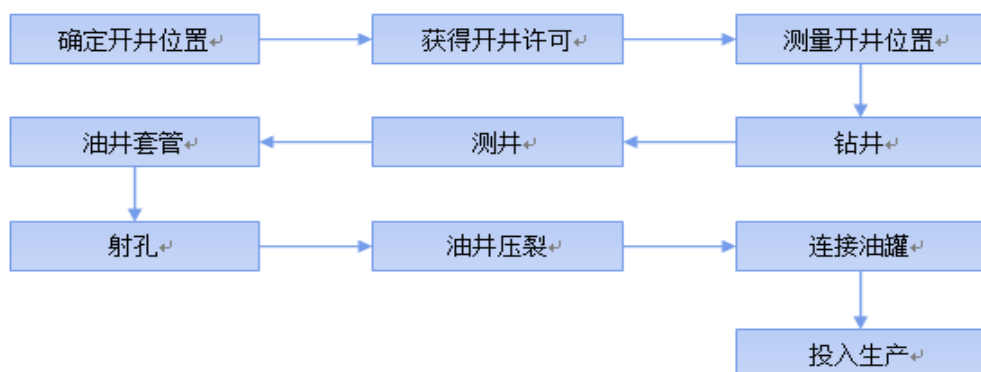 确定开井位置
获得开井许可
测量开井位置
钻井
测井
油井套管
射孔
油井压裂
连接油罐
投入生产